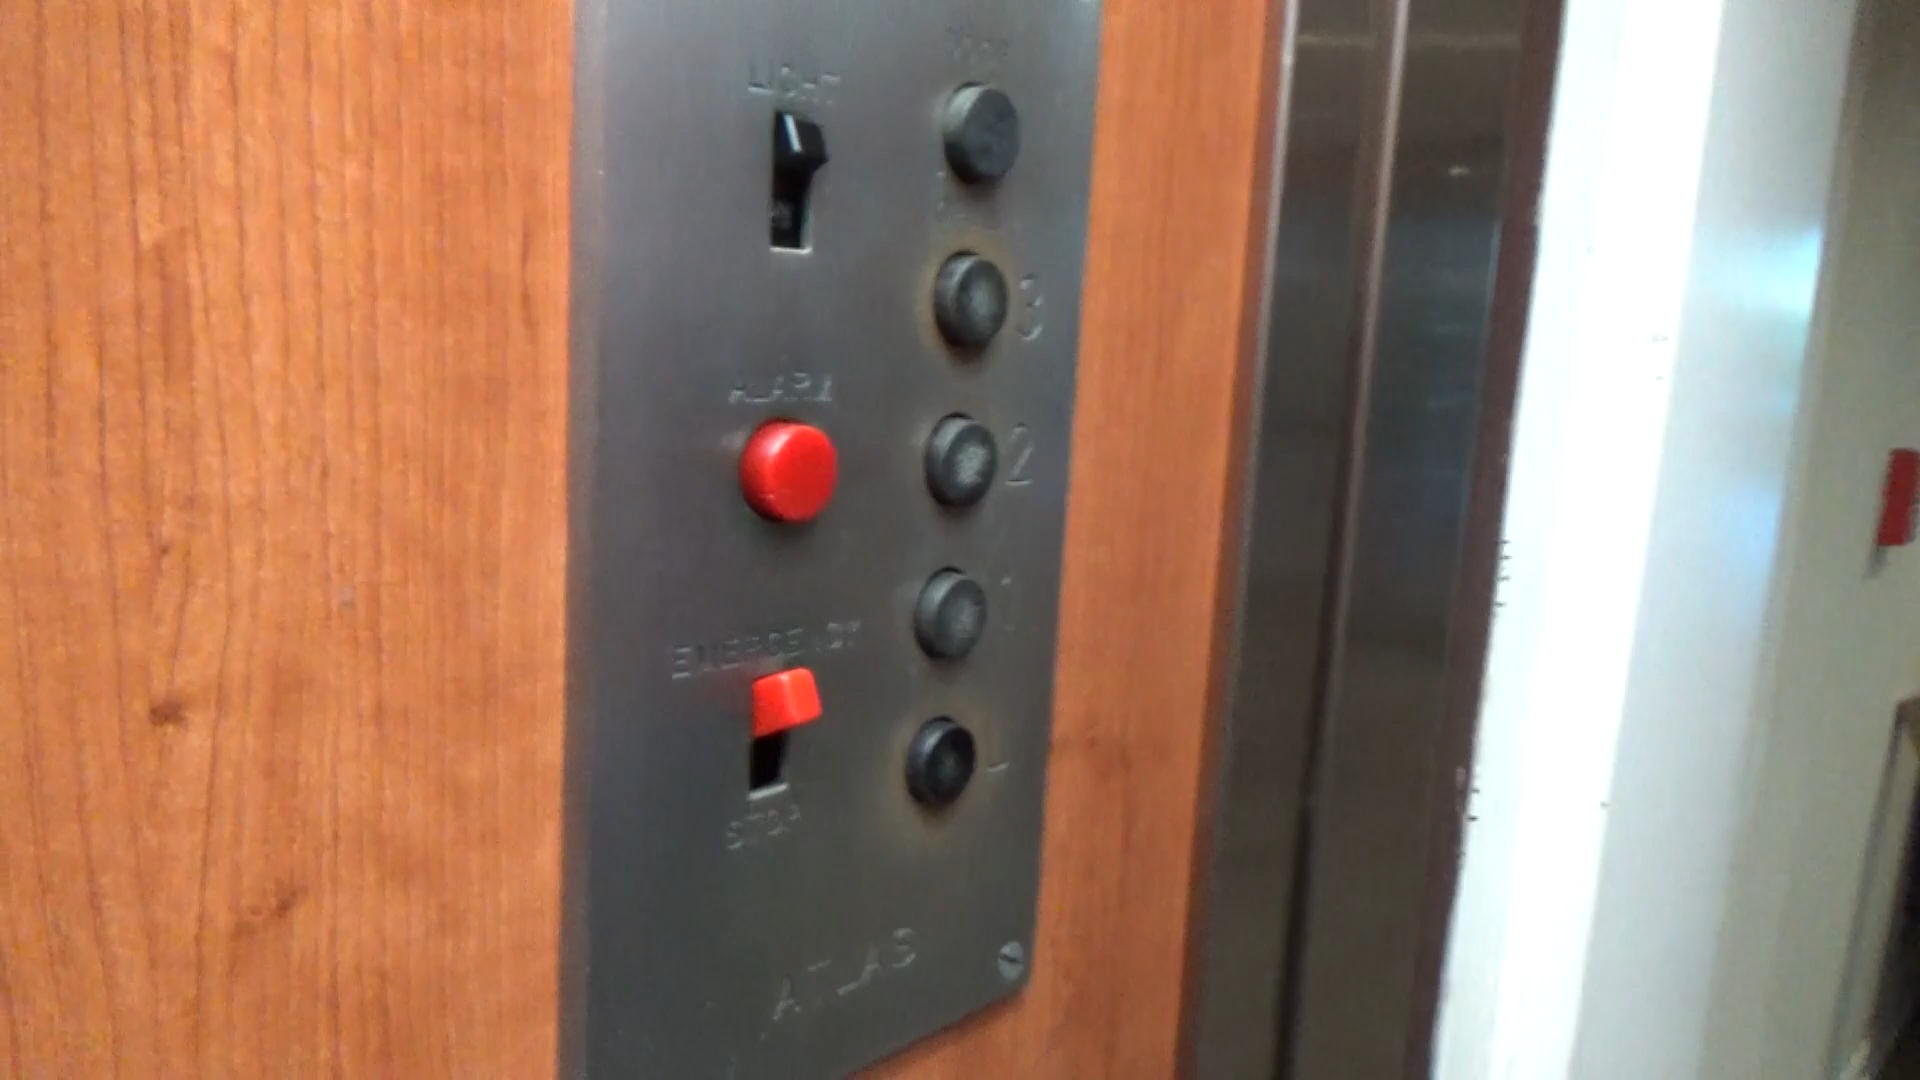 LIGHT
3
ALARM
2
1
EMERGENCY
STOP
ATLAS